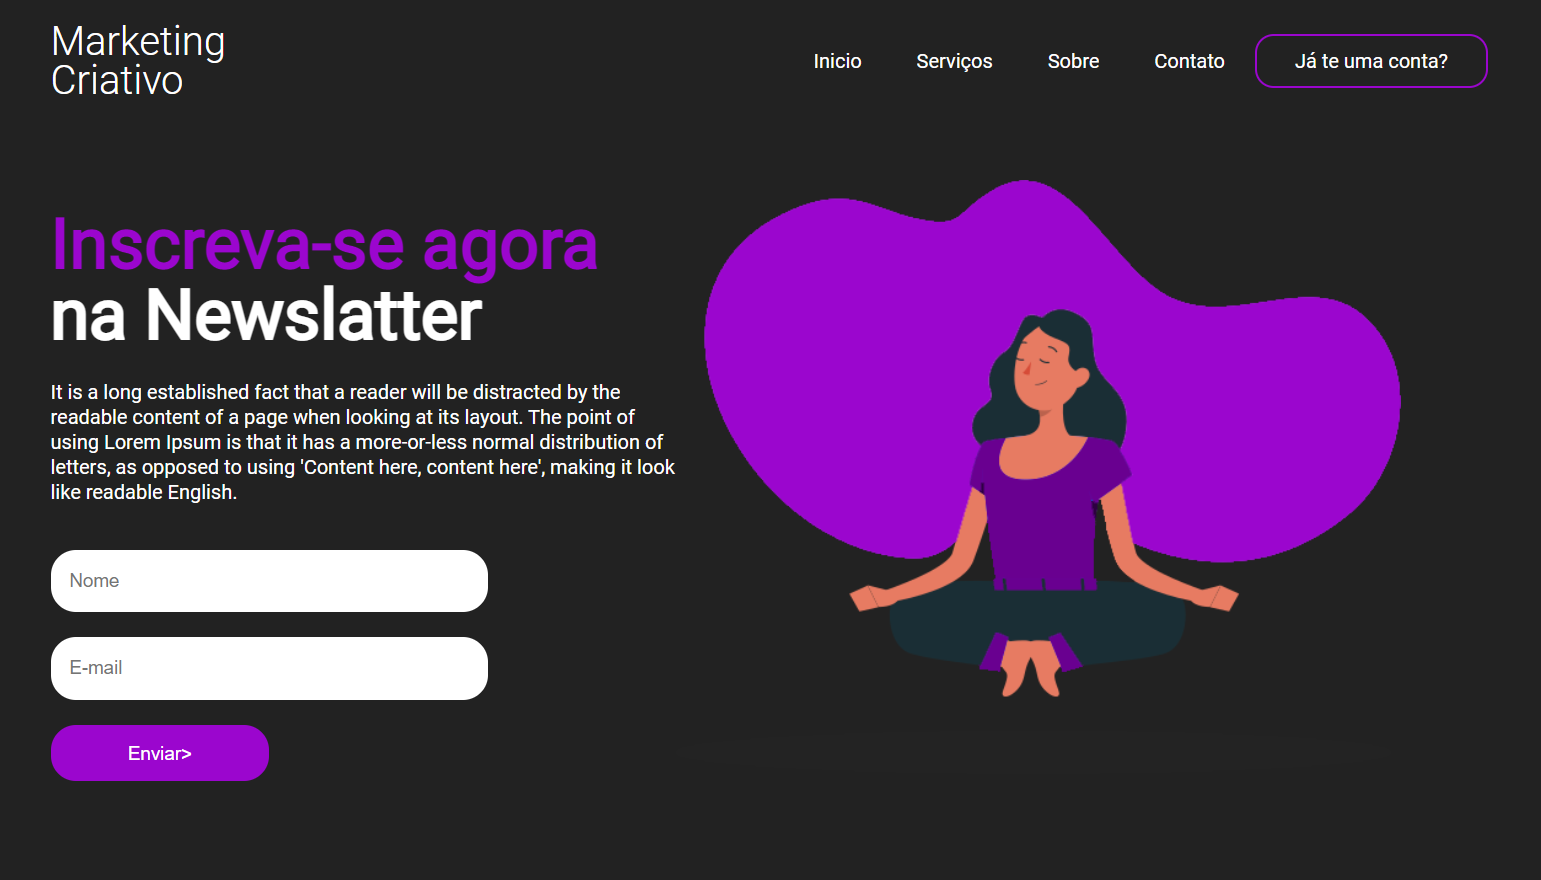 Marketing
Criativo
Inicio
Serviços
Sobre
Contato
Já te uma conta?
Inscreva-se agora
na Newslatter
It is a long established fact that a reader will be distracted by the
readable content of a page when looking at its layout. The point of
using Lorem Ipsum is that it has a more-or-less normal distribution of
letters, as opposed to using 'Content here, content here', making it look
like readable English.
Nome
E-mail
Enviar>